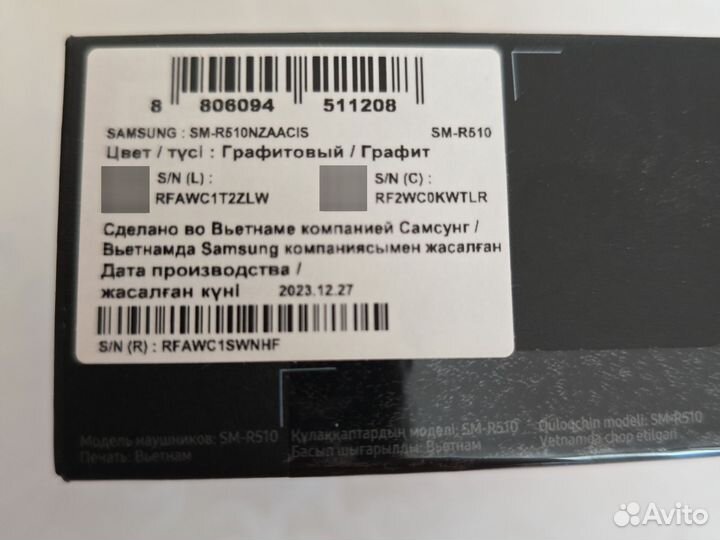 8 806094 511208
SAMSUNG : SM-R510NZAACIS SM-R510
Цвет / түсі : Графитовый / Графит
S/N (L) : S/N (C) :
RFAWC1T2ZLW RF2WC0KWTLR
Сделано во Вьетнаме компанией Самсунг /
Вьетнамда Samsung компаниясымен жасалған
Дата производства /
жасалған күні 2023.12.27
S/N (R) : RFAWC1SWNHF
Модель наушников: SM-R510 Құлаққаптардың моделі: SM-R510 Quloqchin modeli: SM-R510
Печать: Вьетнам Басып шығарылды: Вьетнам Vetnamda chop etilgan
Avito